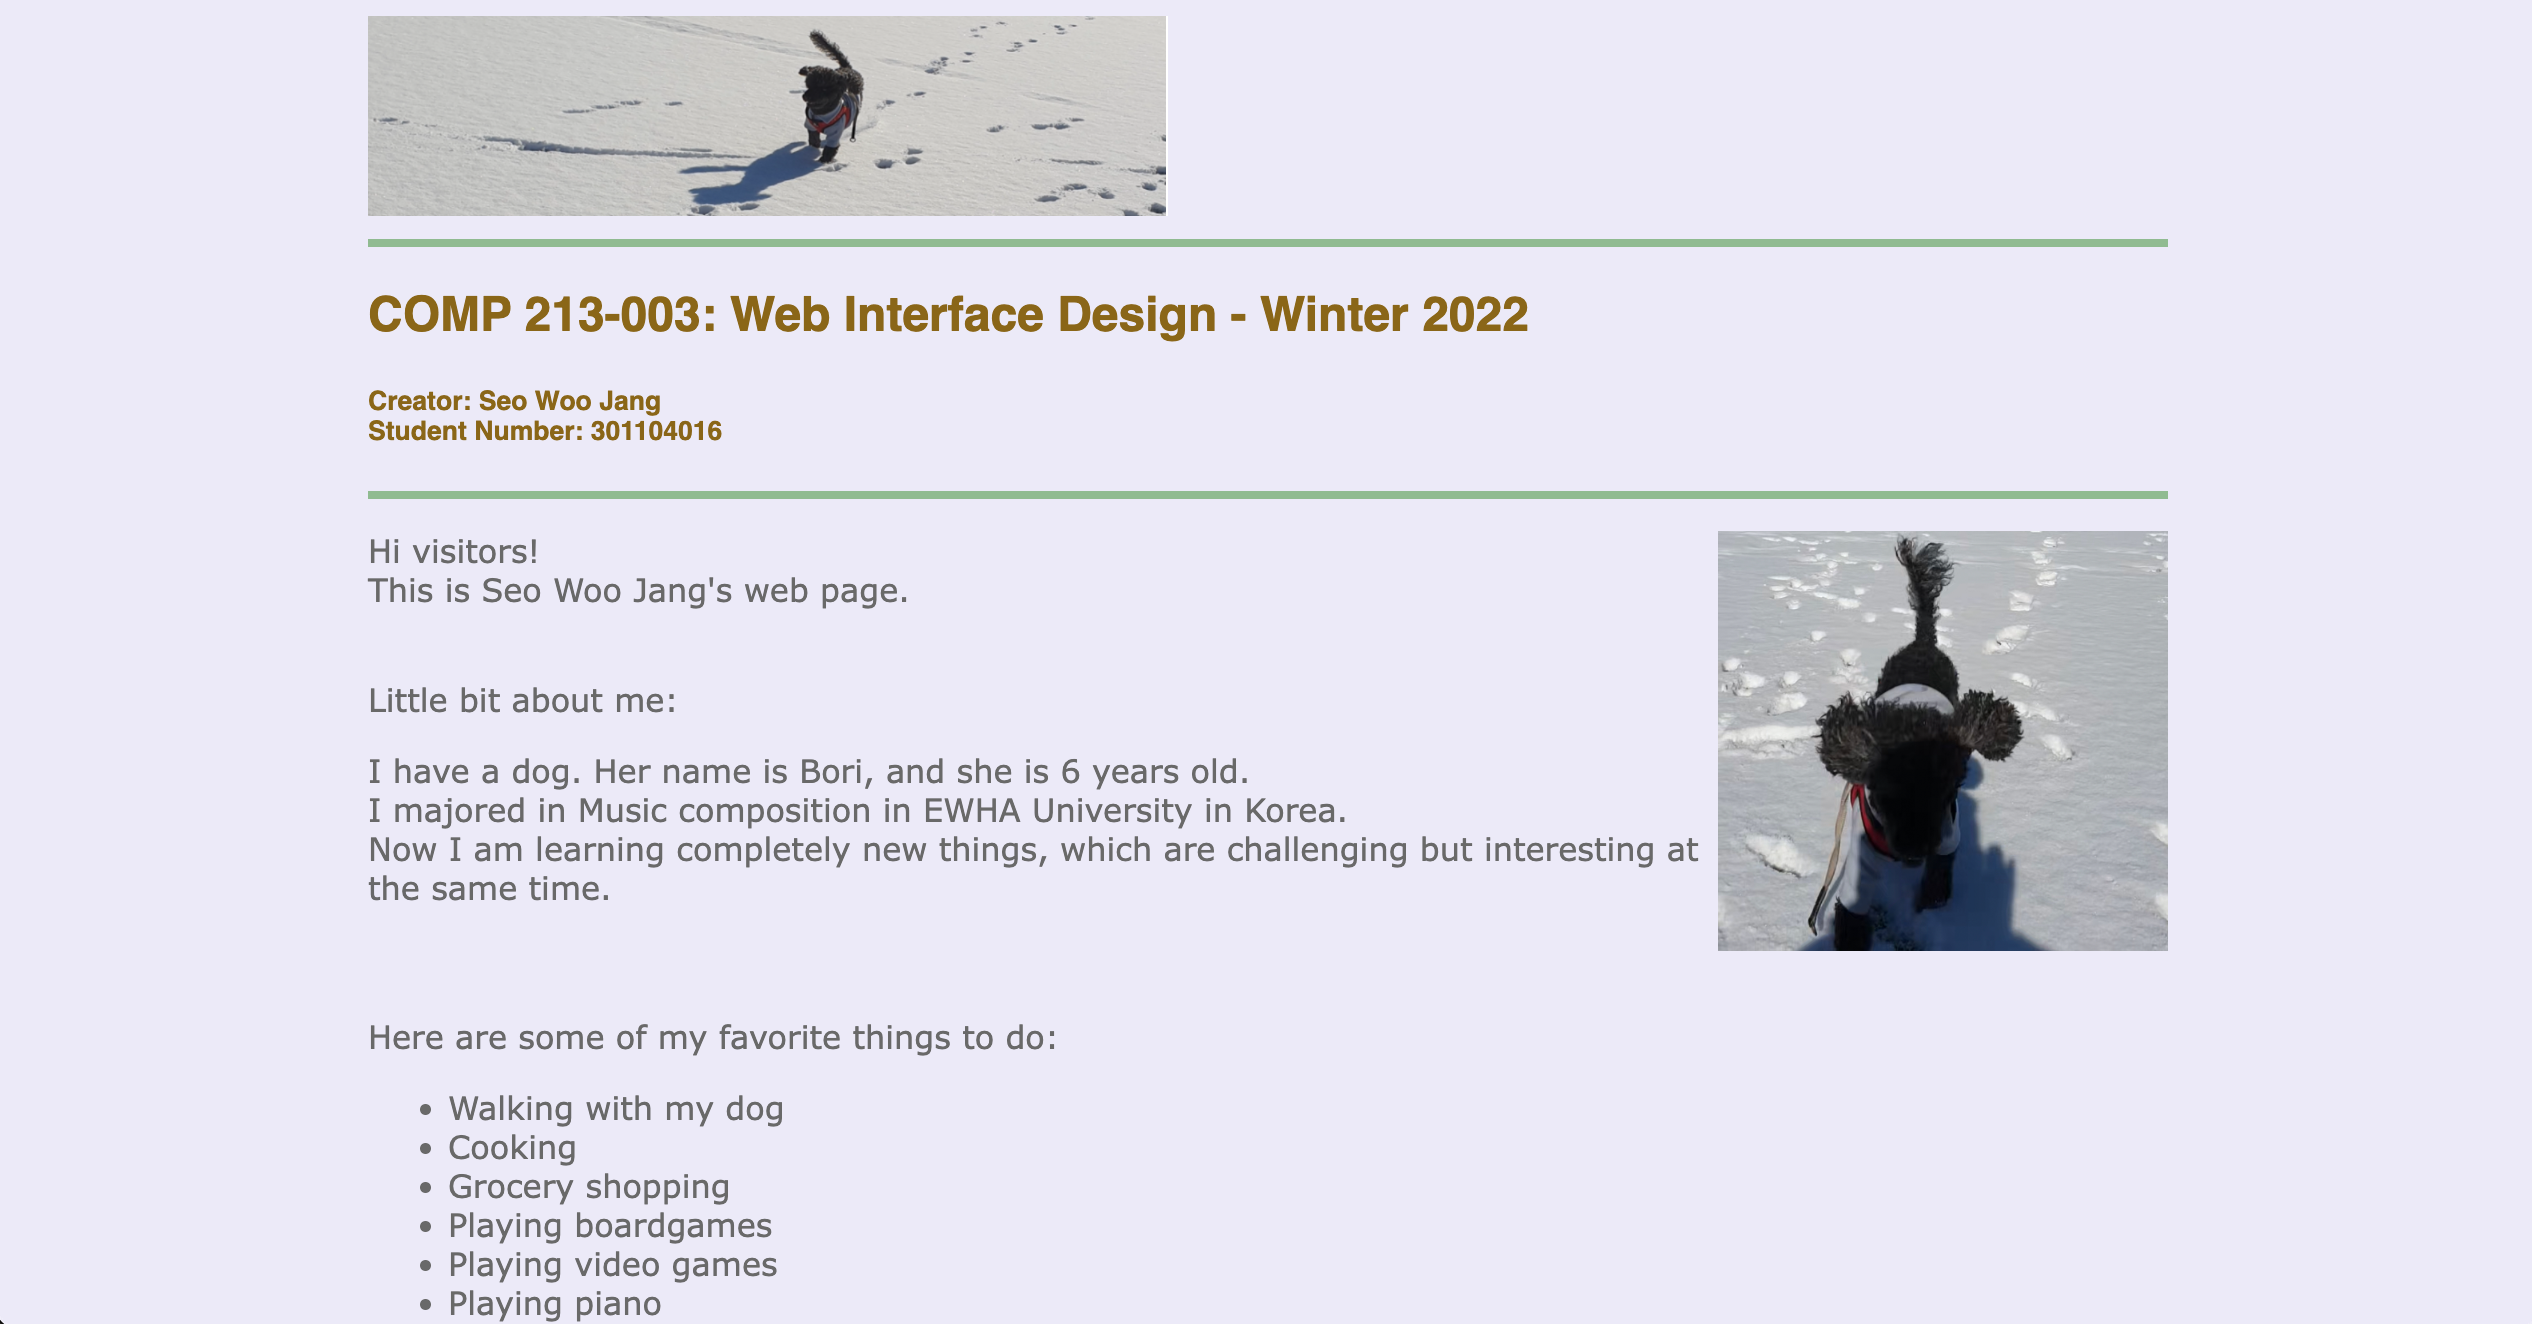 COMP 213-003: Web Interface Design - Winter 2022
Creator: Seo Woo Jang
Student Number: 301104016
Hi visitors!
This is Seo Woo Jang's web page.
Little bit about me:
I have a dog. Her name is Bori, and she is 6 years old.
I majored in Music composition in EWHA University in Korea.
Now I am learning completely new things, which are challenging but interesting at
the same time.
Here are some of my favorite things to do:
• Walking with my dog
• Cooking
• Grocery shopping
• Playing boardgames
• Playing video games
• Playing piano